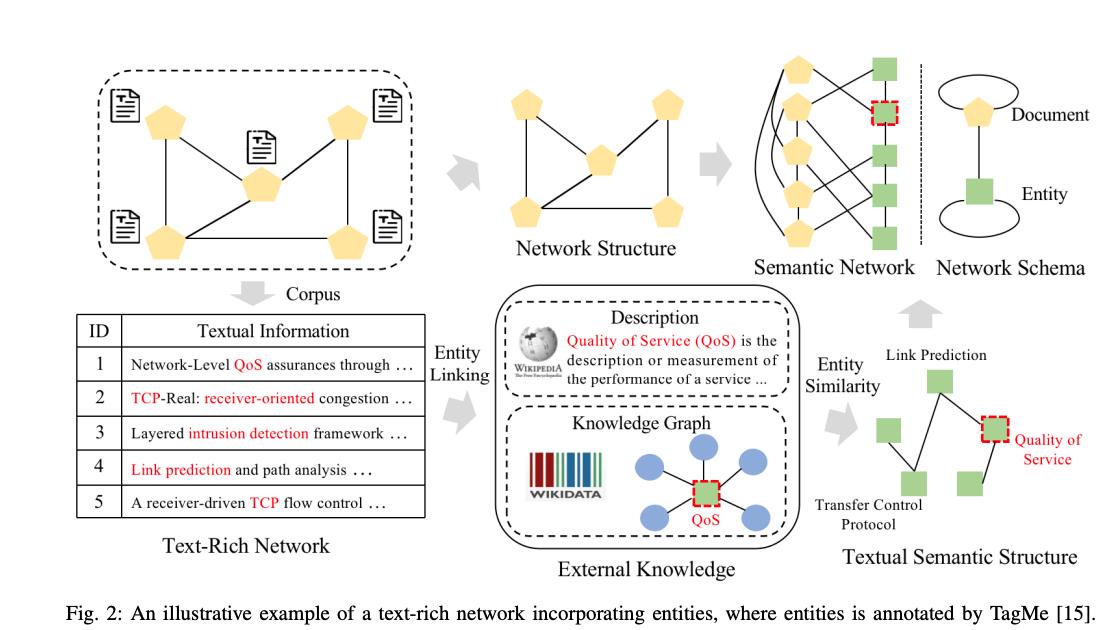 Network Structure
Semantic Network
Network Schema
Document
Entity
Corpus
ID Textual Information
1 Network-Level QoS assurances through ...
2 TCP-Real: receiver-oriented congestion ...
3 Layered intrusion detection framework ...
4 Link prediction and path analysis ...
5 A receiver-driven TCP flow control ...
Text-Rich Network
Entity
Linking
Description
WIKIPEDIA
The Free Encyclopedia
Quality of Service (QoS) is the
description or measurement of
the performance of a service ...
Knowledge Graph
WIKIDATA
QoS
External Knowledge
Entity
Similarity
Link Prediction
Quality of
Service
Transfer Control
Protocol
Textual Semantic Structure
Fig. 2: An illustrative example of a text-rich network incorporating entities, where entities is annotated by TagMe [15].